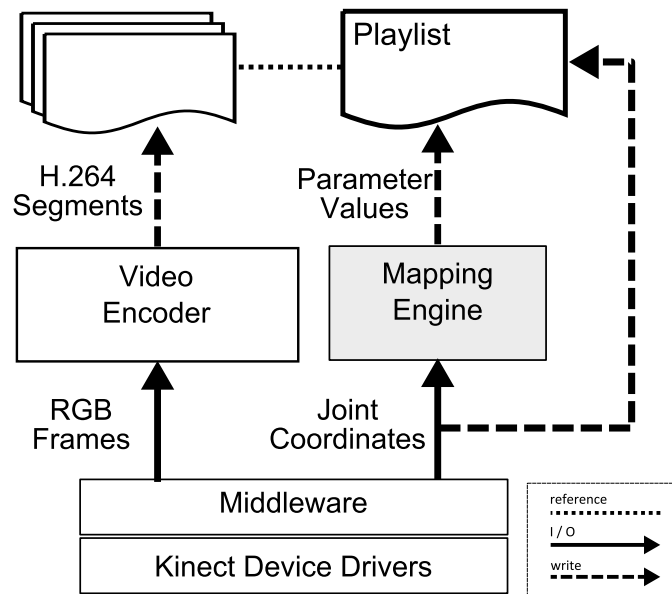 Playlist
H.264
Segments
Parameter
Values
Video
Encoder
Mapping
Engine
RGB
Frames
Joint
Coordinates
Middleware
Kinect Device Drivers
reference
I / O
write